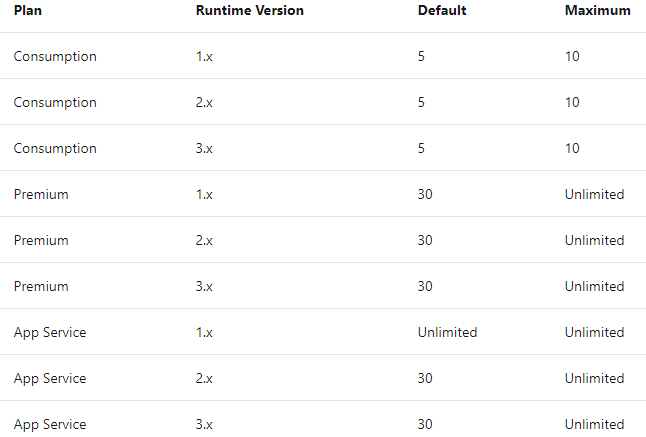 Plan Runtime Version Default Maximum
Consumption 1.x 5 10
Consumption 2.x 5 10
Consumption 3.x 5 10
Premium 1.x 30 Unlimited
Premium 2.x 30 Unlimited
Premium 3.x 30 Unlimited
App Service 1.x Unlimited Unlimited
App Service 2.x 30 Unlimited
App Service 3.x 30 Unlimited